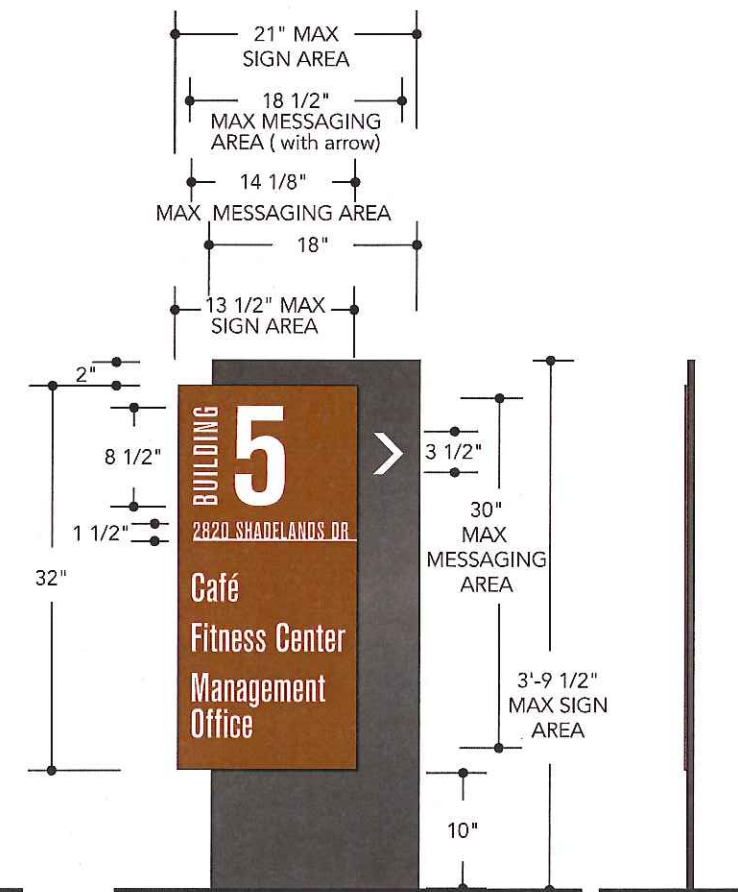 21" MAX
SIGN AREA
18 1/2"
MAX MESSAGING
AREA ( with arrow)
14 1/8"
MAX MESSAGING AREA
18"
13 1/2" MAX
SIGN AREA
2"
8 1/2"
1 1/2"
32"
BUILDING
5
2820 SHADELANDS DR
Café
Fitness Center
Management
Office
3 1/2"
30"
MAX
MESSAGING
AREA
3'-9 1/2"
MAX SIGN
AREA
10"